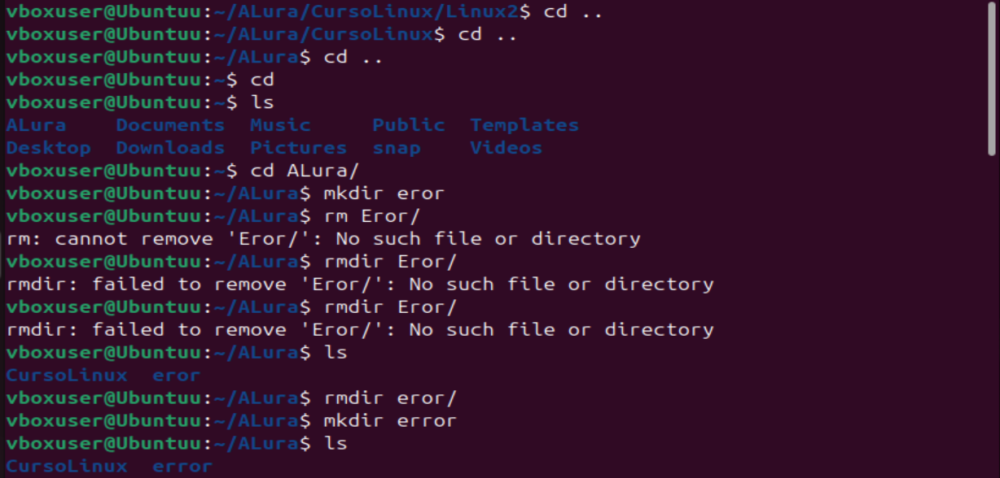 vboxuser@Ubuntuu:~/ALura/CursoLinux/Linux2$ cd ..
vboxuser@Ubuntuu:~/ALura/CursoLinux$ cd ..
vboxuser@Ubuntuu:~/ALura$ cd ..
vboxuser@Ubuntuu:~$ cd
vboxuser@Ubuntuu:~$ ls
ALura    Documents  Music     Public  Templates
Desktop  Downloads  Pictures  snap    Videos
vboxuser@Ubuntuu:~$ cd ALura/
vboxuser@Ubuntuu:~/ALura$ mkdir eror
vboxuser@Ubuntuu:~/ALura$ rm Eror/
rm: cannot remove 'Eror/': No such file or directory
vboxuser@Ubuntuu:~/ALura$ rmdir Eror/
rmdir: failed to remove 'Eror/': No such file or directory
vboxuser@Ubuntuu:~/ALura$ rmdir Eror/
rmdir: failed to remove 'Eror/': No such file or directory
vboxuser@Ubuntuu:~/ALura$ ls
CursoLinux  eror
vboxuser@Ubuntuu:~/ALura$ rmdir eror/
vboxuser@Ubuntuu:~/ALura$ mkdir error
vboxuser@Ubuntuu:~/ALura$ ls
CursoLinux  error